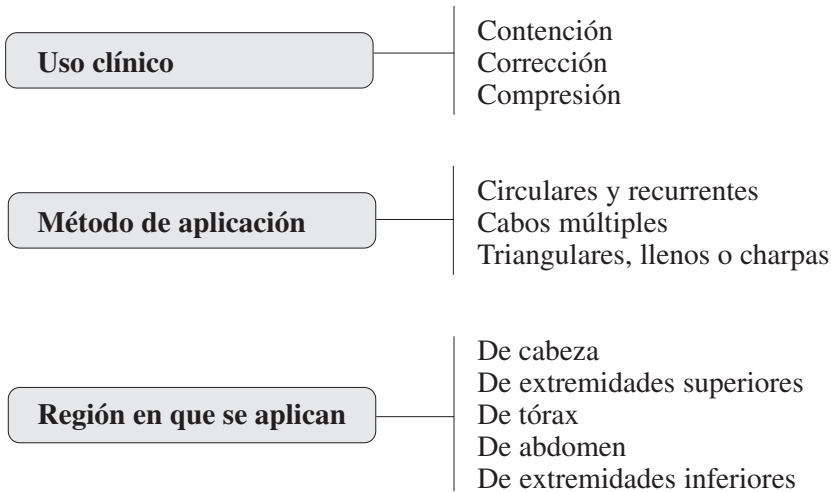 Uso clínico
Contención
Corrección
Compresión
Método de aplicación
Circulares y recurrentes
Cabos múltiples
Triangulares, llenos o charpas
Región en que se aplican
De cabeza
De extremidades superiores
De tórax
De abdomen
De extremidades inferiores